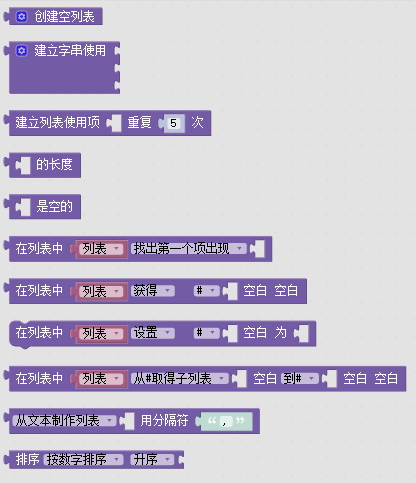 创建空列表
建立字串使用
建立列表使用项 重复 5 次
的长度
是空的
在列表中 列表 找出第一个项出现
在列表中 列表 获得 # 空白 空白
在列表中 列表 设置 # 空白 为
在列表中 列表 从#取得子列表 空白 到# 空白 空白
从文本制作列表 用分隔符 “ , ”
排序 按数字排序 升序